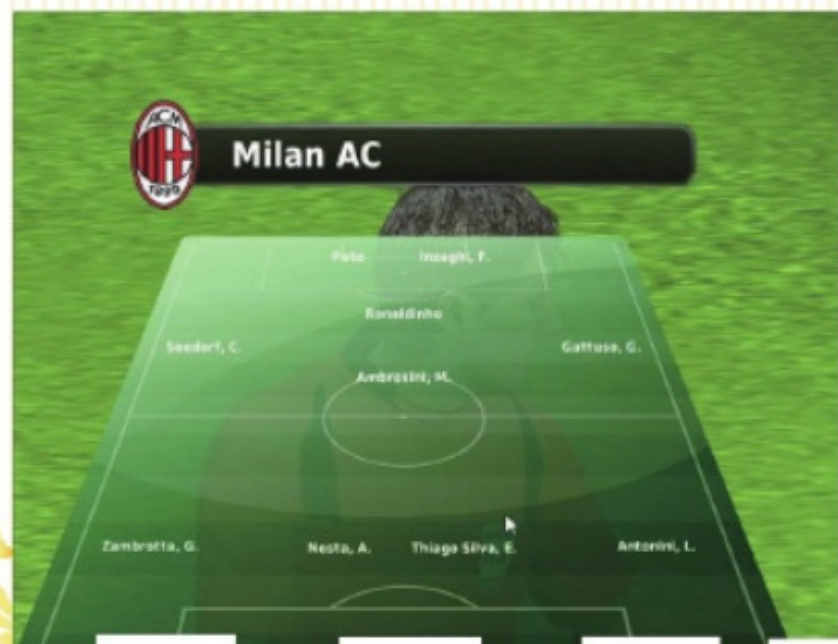 ACM
1899
Milan AC
Pato Inzaghi, F.
Ronaldinho
Seedorf, C. Gattuso, G.
Ambrosini, M.
Zambrotta, G. Nesta, A. Thiago Silva, E. Antonini, L.